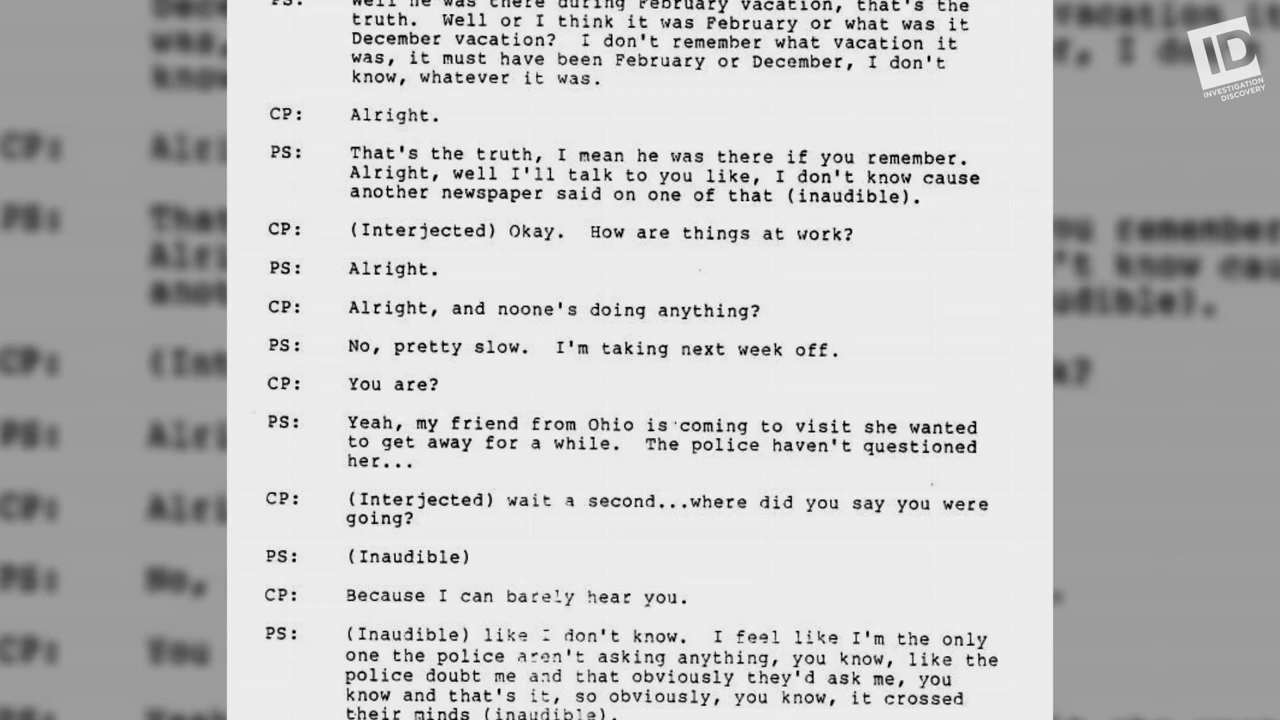 PS: Well he was there during February vacation, that's the
truth. Well or I think it was February or what was it
December vacation? I don't remember what vacation it
was, it must have been February or December, I don't
know, whatever it was.
CP: Alright.
PS: That's the truth, I mean he was there if you remember.
Alright, well I'll talk to you like, I don't know cause
another newspaper said on one of that (inaudible).
CP: (Interjected) Okay. How are things at work?
PS: Alright.
CP: Alright, and noone's doing anything?
PS: No, pretty slow. I'm taking next week off.
CP: You are?
PS: Yeah, my friend from Ohio is coming to visit she wanted
to get away for a while. The police haven't questioned
her...
CP: (Interjected) wait a second...where did you say you were
going?
PS: (Inaudible)
CP: Because I can barely hear you.
PS: (Inaudible) like I don't know. I feel like I'm the only
one the police aren't asking anything, you know, like the
police doubt me and that obviously they'd ask me, you
know and that's it, so obviously, you know, it crossed
their minds (inaudible).
ID
INVESTIGATION
DISCOVERY